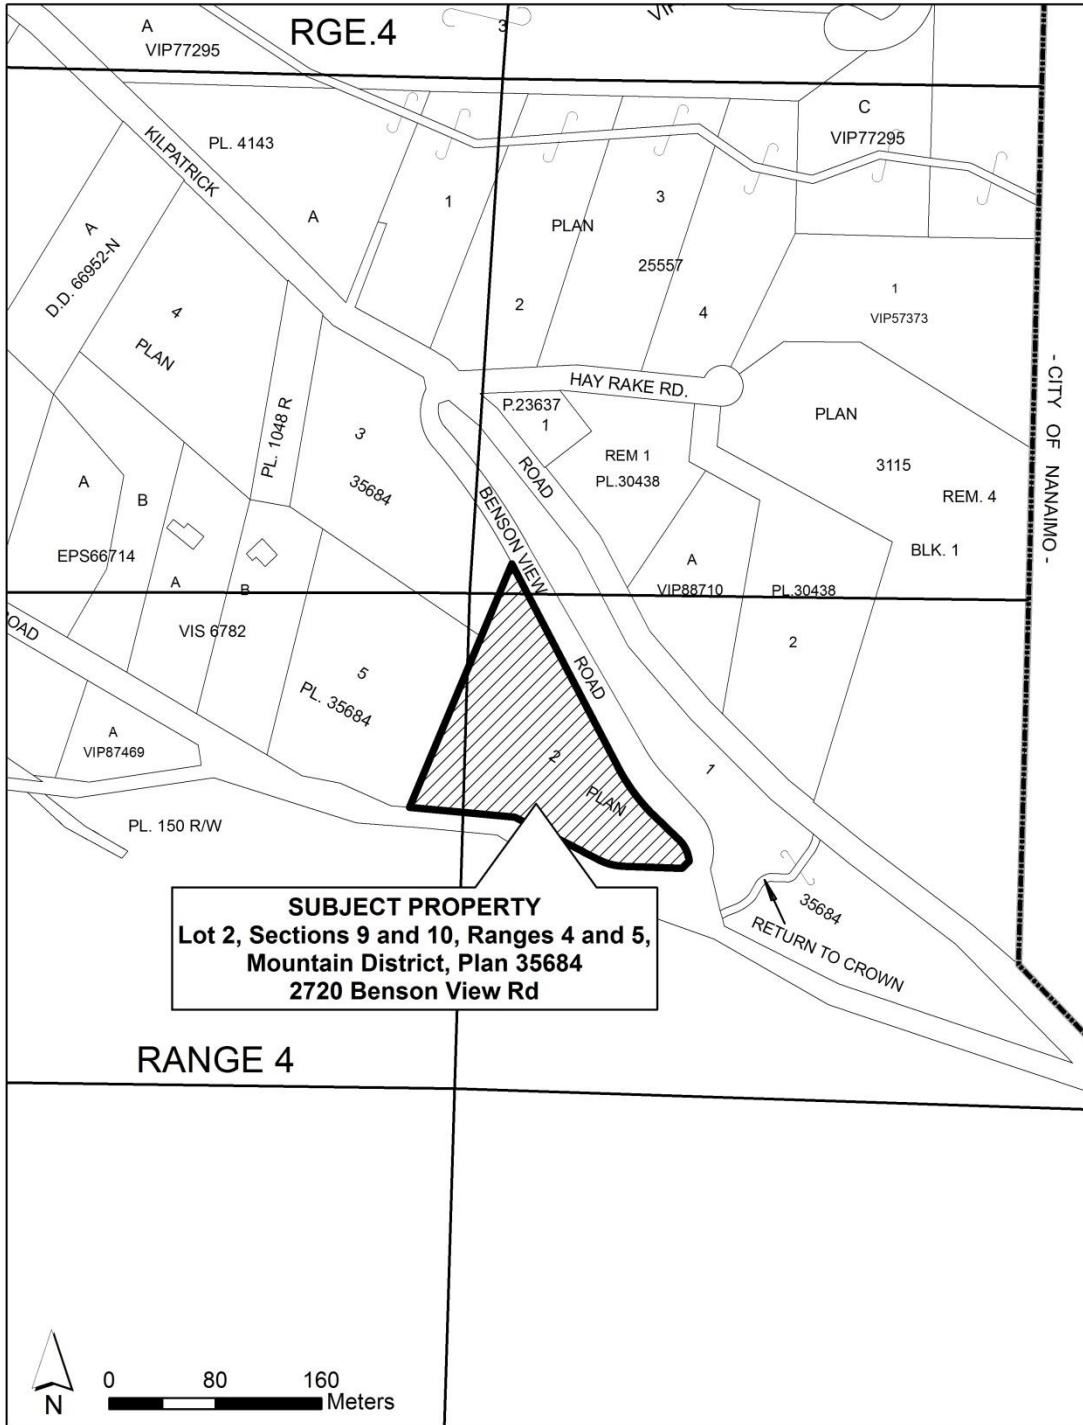 A
VIP77295
RGE.4
3
VIP
C
VIP77295
PL. 4143
KILPATRICK
A
1
3
PLAN
25557
2
4
1
VIP57373
A
D.D. 66952-N
4
PLAN
PL. 1048 R
3
35684
HAY RAKE RD.
P.23637
1
ROAD
REM 1
PL.30438
PLAN
3115
REM. 4
BLK. 1
- CITY OF NANAIMO -
A
B
EPS66714
A
B
VIS 6782
BENSON VIEW
ROAD
A
VIP88710
PL.30438
2
OAD
5
PL. 35684
A
VIP87469
PL. 150 R/W
2
PLAN
1
35684
RETURN TO CROWN
SUBJECT PROPERTY
Lot 2, Sections 9 and 10, Ranges 4 and 5,
Mountain District, Plan 35684
2720 Benson View Rd
RANGE 4
N
0 80 160
Meters